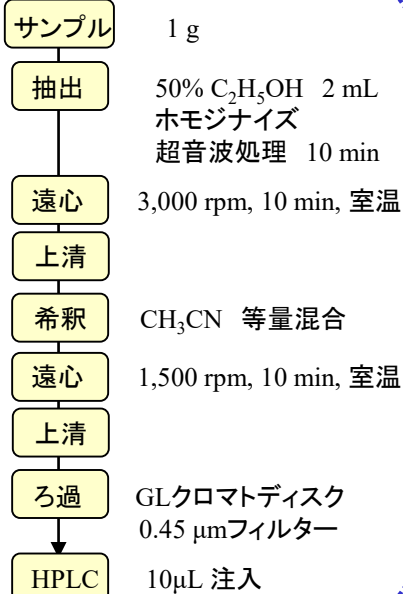 サンプル 1 g
抽出 50% C₂H₅OH 2 mL
ホモジナイズ
超音波処理 10 min
遠心 3,000 rpm, 10 min, 室温
上清
希釈 CH₃CN 等量混合
遠心 1,500 rpm, 10 min, 室温
上清
ろ過 GLクロマトディスク
0.45 μmフィルター
HPLC 10μL 注入